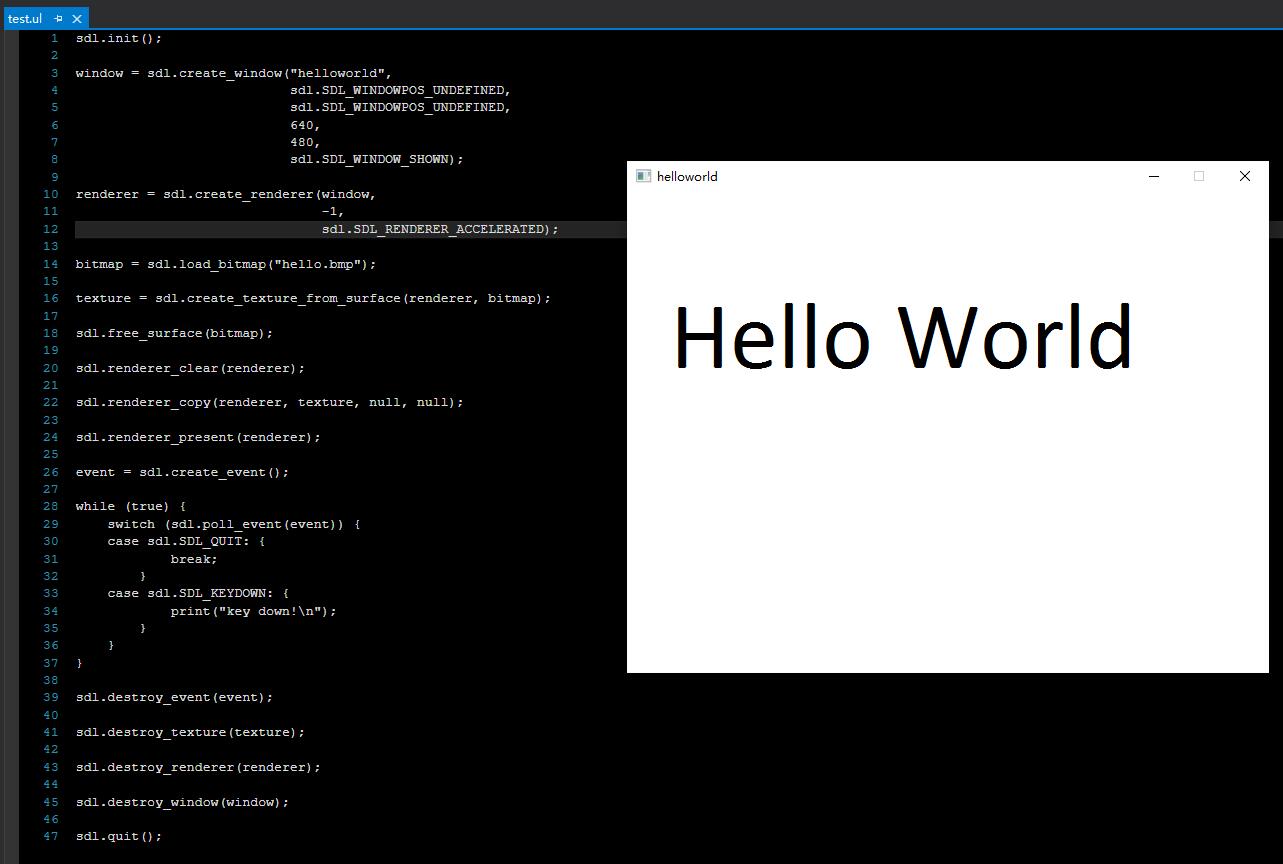 test.ul
1 sdl.init();
2
3 window = sdl.create_window("helloworld",
4 sdl.SDL_WINDOWPOS_UNDEFINED,
5 sdl.SDL_WINDOWPOS_UNDEFINED,
6 640,
7 480,
8 sdl.SDL_WINDOW_SHOWN);
9
10 renderer = sdl.create_renderer(window,
11 -1,
12 sdl.SDL_RENDERER_ACCELERATED);
13
14 bitmap = sdl.load_bitmap("hello.bmp");
15
16 texture = sdl.create_texture_from_surface(renderer, bitmap);
17
18 sdl.free_surface(bitmap);
19
20 sdl.renderer_clear(renderer);
21
22 sdl.renderer_copy(renderer, texture, null, null);
23
24 sdl.renderer_present(renderer);
25
26 event = sdl.create_event();
27
28 while (true) {
29 switch (sdl.poll_event(event)) {
30 case sdl.SDL_QUIT: {
31 break;
32 }
33 case sdl.SDL_KEYDOWN: {
34 print("key down!\n");
35 }
36 }
37 }
38
39 sdl.destroy_event(event);
40
41 sdl.destroy_texture(texture);
42
43 sdl.destroy_renderer(renderer);
44
45 sdl.destroy_window(window);
46
47 sdl.quit();
helloworld
Hello World